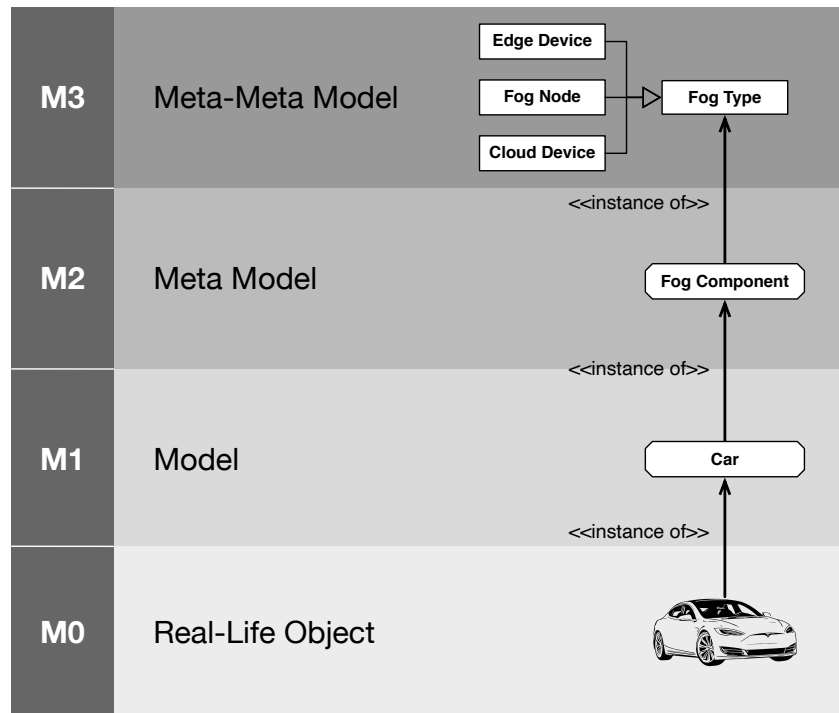 M3
Meta-Meta Model
Edge Device
Fog Node
Cloud Device
Fog Type
<<instance of>>
M2
Meta Model
Fog Component
<<instance of>>
M1
Model
Car
<<instance of>>
M0
Real-Life Object